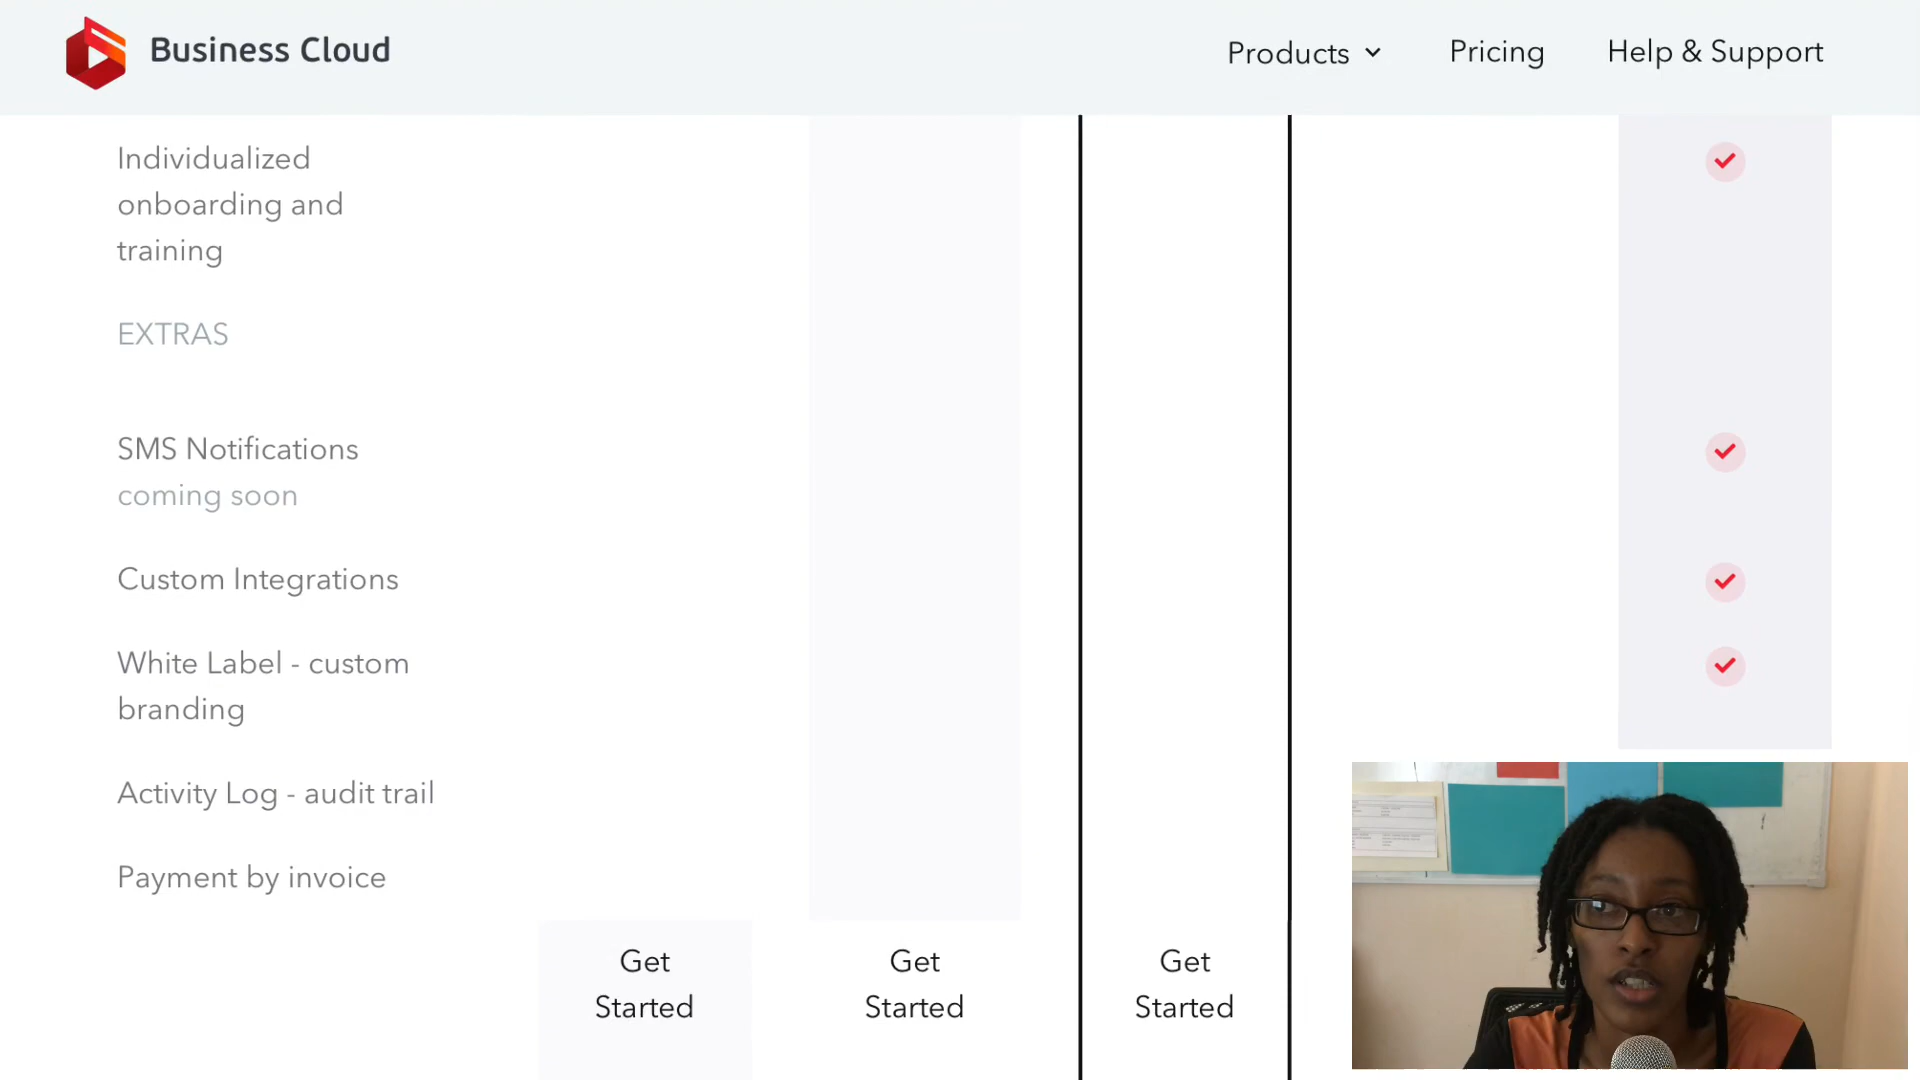 Business Cloud
Products
Pricing
Help & Support
Individualized
onboarding and
training
EXTRAS
SMS Notifications
coming soon
Custom Integrations
White Label - custom
branding
Activity Log - audit trail
Payment by invoice
Get
Started
Get
Started
Get
Started